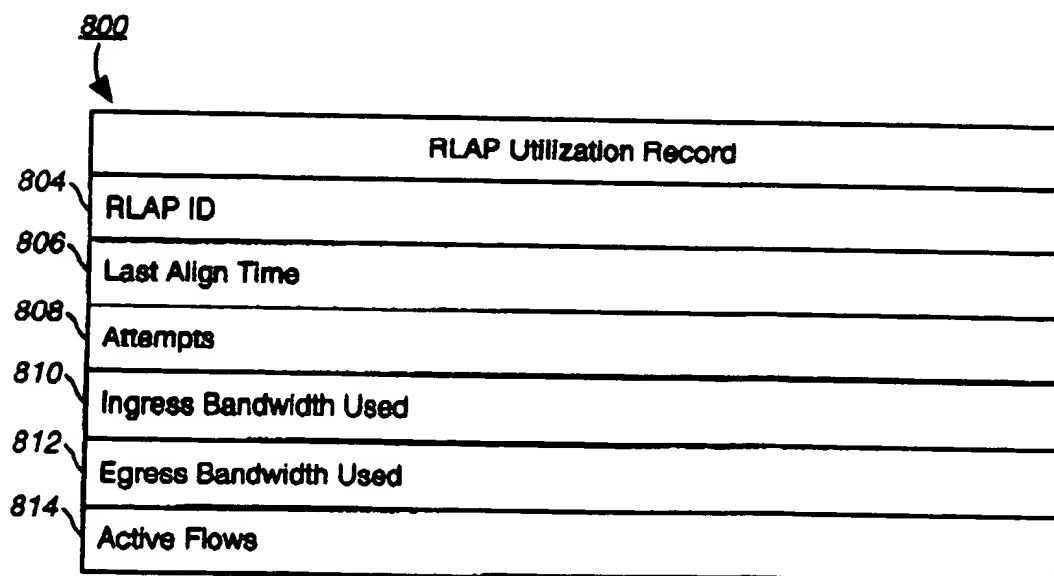 800
RLAP Utilization Record
804 RLAP ID
806 Last Align Time
808 Attempts
810 Ingress Bandwidth Used
812 Egress Bandwidth Used
814 Active Flows